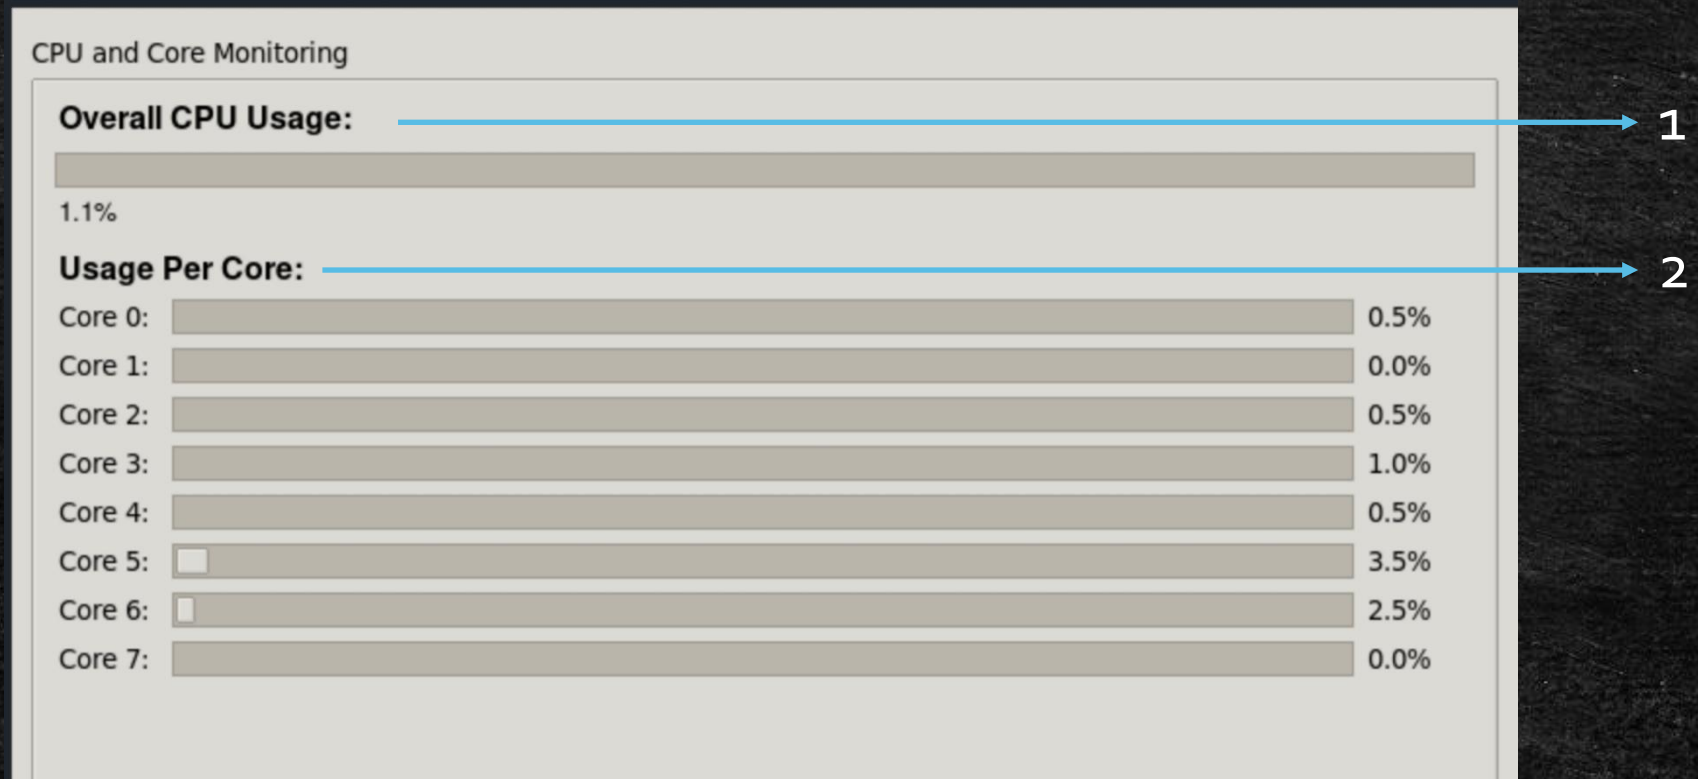 CPU and Core Monitoring
Overall CPU Usage:
1
1.1%
Usage Per Core:
2
Core 0: 0.5%
Core 1: 0.0%
Core 2: 0.5%
Core 3: 1.0%
Core 4: 0.5%
Core 5: 3.5%
Core 6: 2.5%
Core 7: 0.0%